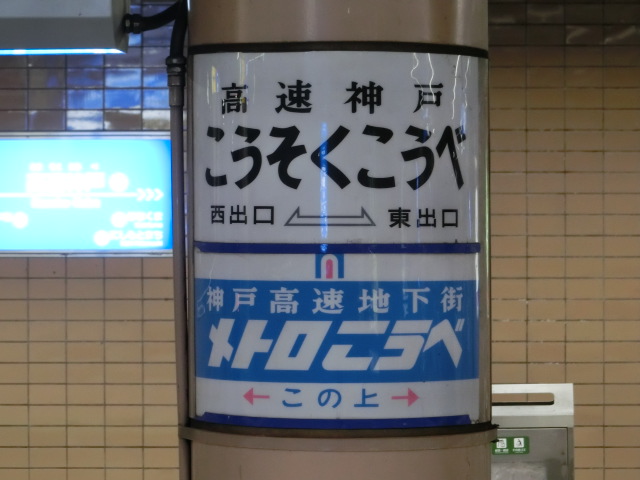 高速神戸
こうそくこうべ
西出口 東出口
神戸高速地下街
メトロこうべ
← この上 →